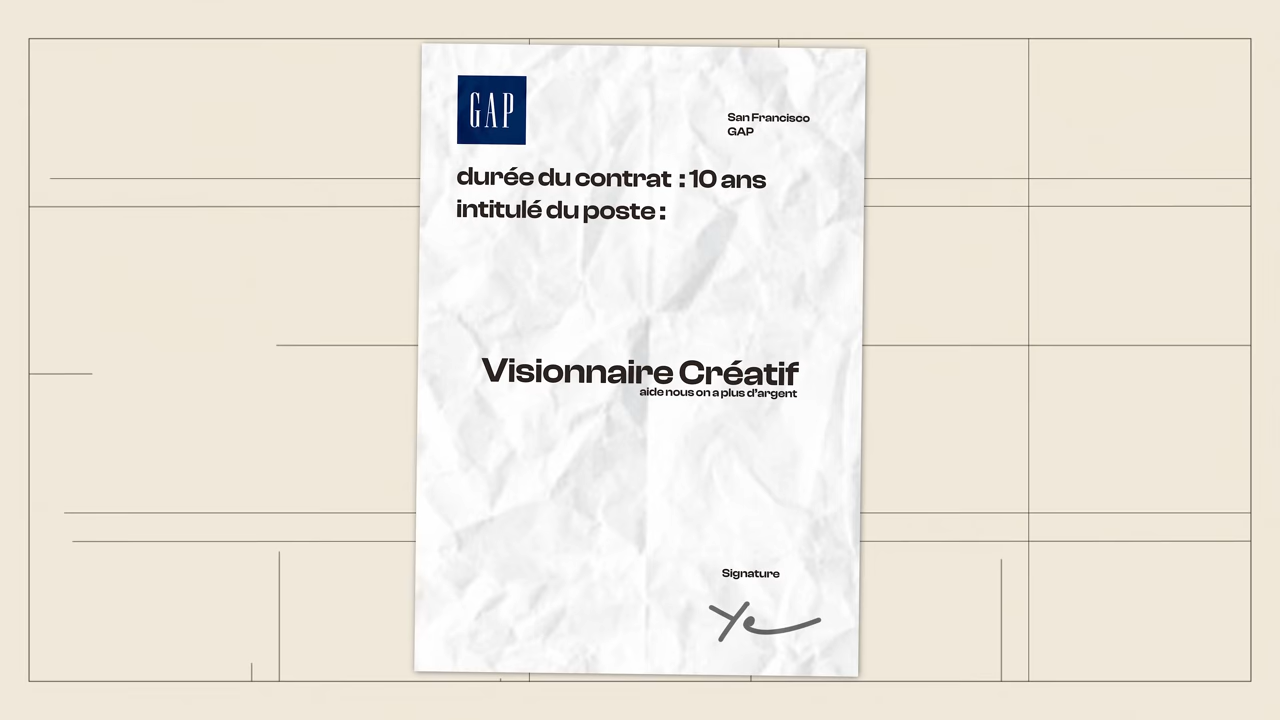 GAP
San Francisco
GAP
durée du contrat : 10 ans
intitulé du poste :
Visionnaire Créatif
aide nous on a plus d'argent
Signature
Ye